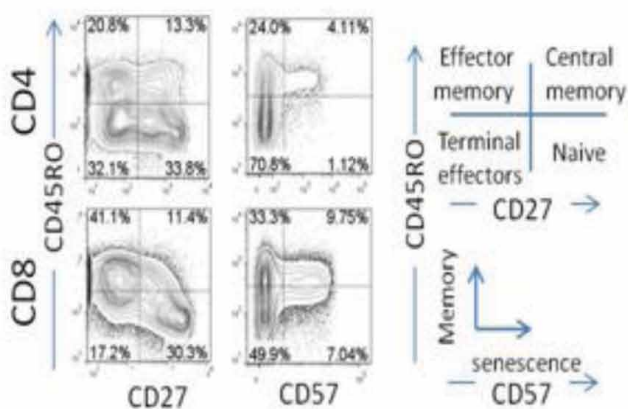 CD4
CD8
CD45RO
20.8% 13.3%
32.1% 33.8%
24.0% 4.11%
70.8% 1.12%
41.1% 11.4%
17.2% 30.3%
33.3% 9.75%
49.9% 7.04%
CD27
CD57
CD45RO
Effector
memory
Central
memory
Terminal
effectors
Naive
CD27
Memory
senescence
CD57